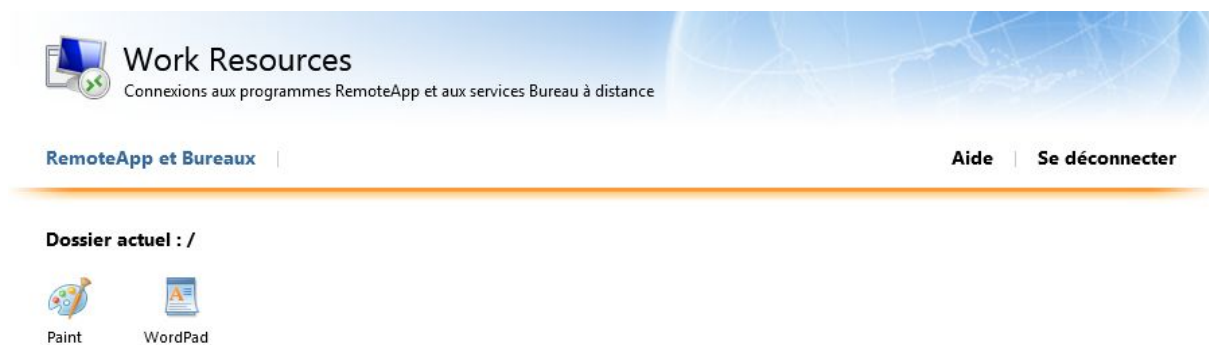 Work Resources
Connexions aux programmes RemoteApp et aux services Bureau à distance
RemoteApp et Bureaux
Aide
Se déconnecter
Dossier actuel : /
Paint
WordPad